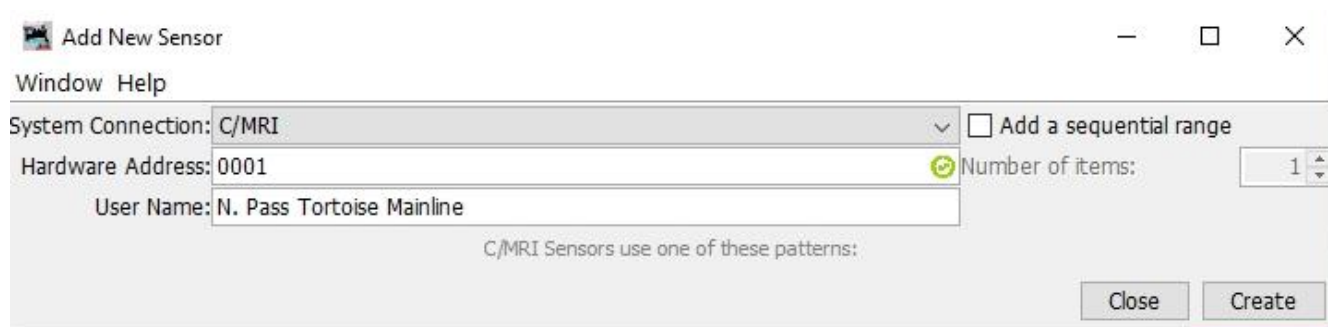 Add New Sensor
Window Help
System Connection: C/MRI Add a sequential range
Hardware Address: 0001 Number of items: 1
User Name: N. Pass Tortoise Mainline
C/MRI Sensors use one of these patterns:
Close Create